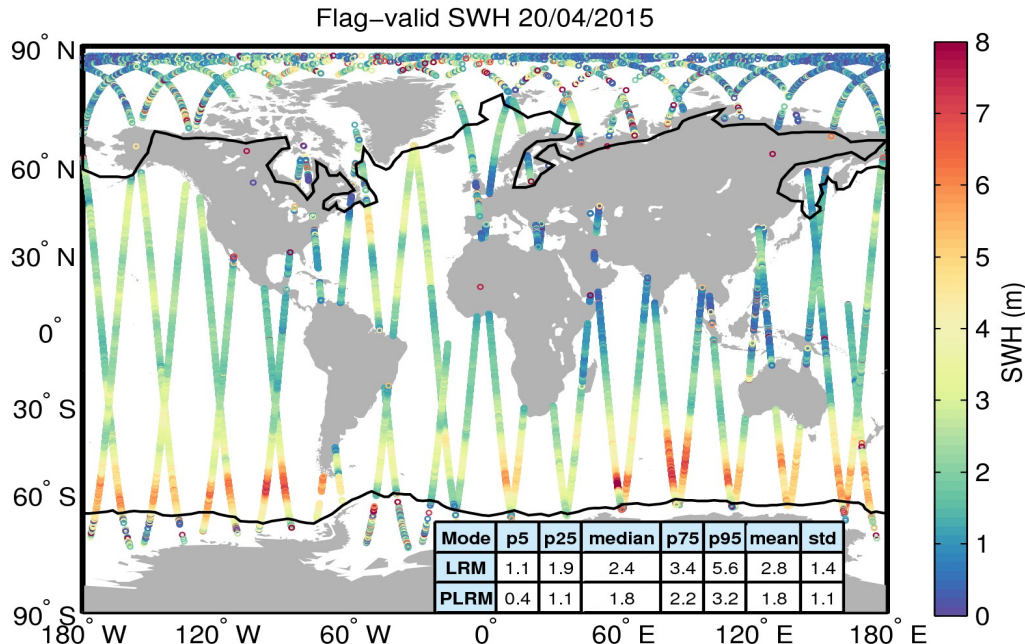 Flag-valid SWH 20/04/2015
90° N
60° N
30° N
0°
30° S
60° S
90° S
180° W 120° W 60° W 0° 60° E 120° E 180° E
Mode p5 p25 median p75 p95 mean std
LRM 1.1 1.9 2.4 3.4 5.6 2.8 1.4
PLRM 0.4 1.1 1.8 2.2 3.2 1.8 1.1
8
7
6
5
4
3
2
1
0
SWH (m)